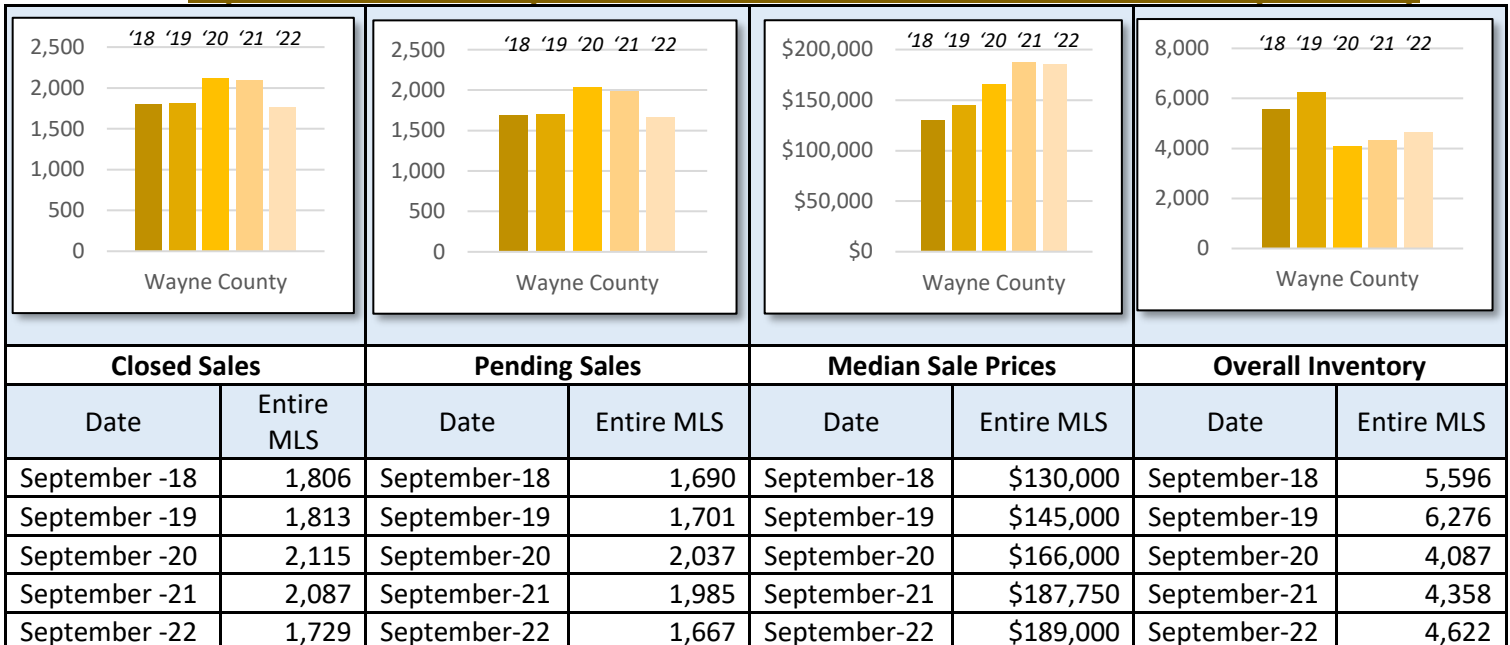 '18 '19 '20 '21 '22
2,500
2,000
1,500
1,000
500
0
Wayne County
'18 '19 '20 '21 '22
2,500
2,000
1,500
1,000
500
0
Wayne County
'18 '19 '20 '21 '22
$200,000
$150,000
$100,000
$50,000
$0
Wayne County
'18 '19 '20 '21 '22
8,000
6,000
4,000
2,000
0
Wayne County
Closed Sales Pending Sales Median Sale Prices Overall Inventory
Date Entire MLS Date Entire MLS Date Entire MLS Date Entire MLS
September -18 1,806 September-18 1,690 September-18 $130,000 September-18 5,596
September -19 1,813 September-19 1,701 September-19 $145,000 September-19 6,276
September -20 2,115 September-20 2,037 September-20 $166,000 September-20 4,087
September -21 2,087 September-21 1,985 September-21 $187,750 September-21 4,358
September -22 1,729 September-22 1,667 September-22 $189,000 September-22 4,622